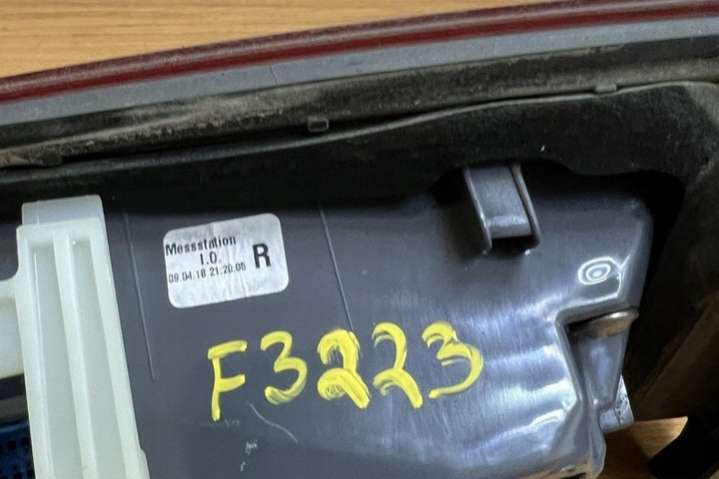 Messstation
I.O. R
09.04.18 21:20:05
F3223